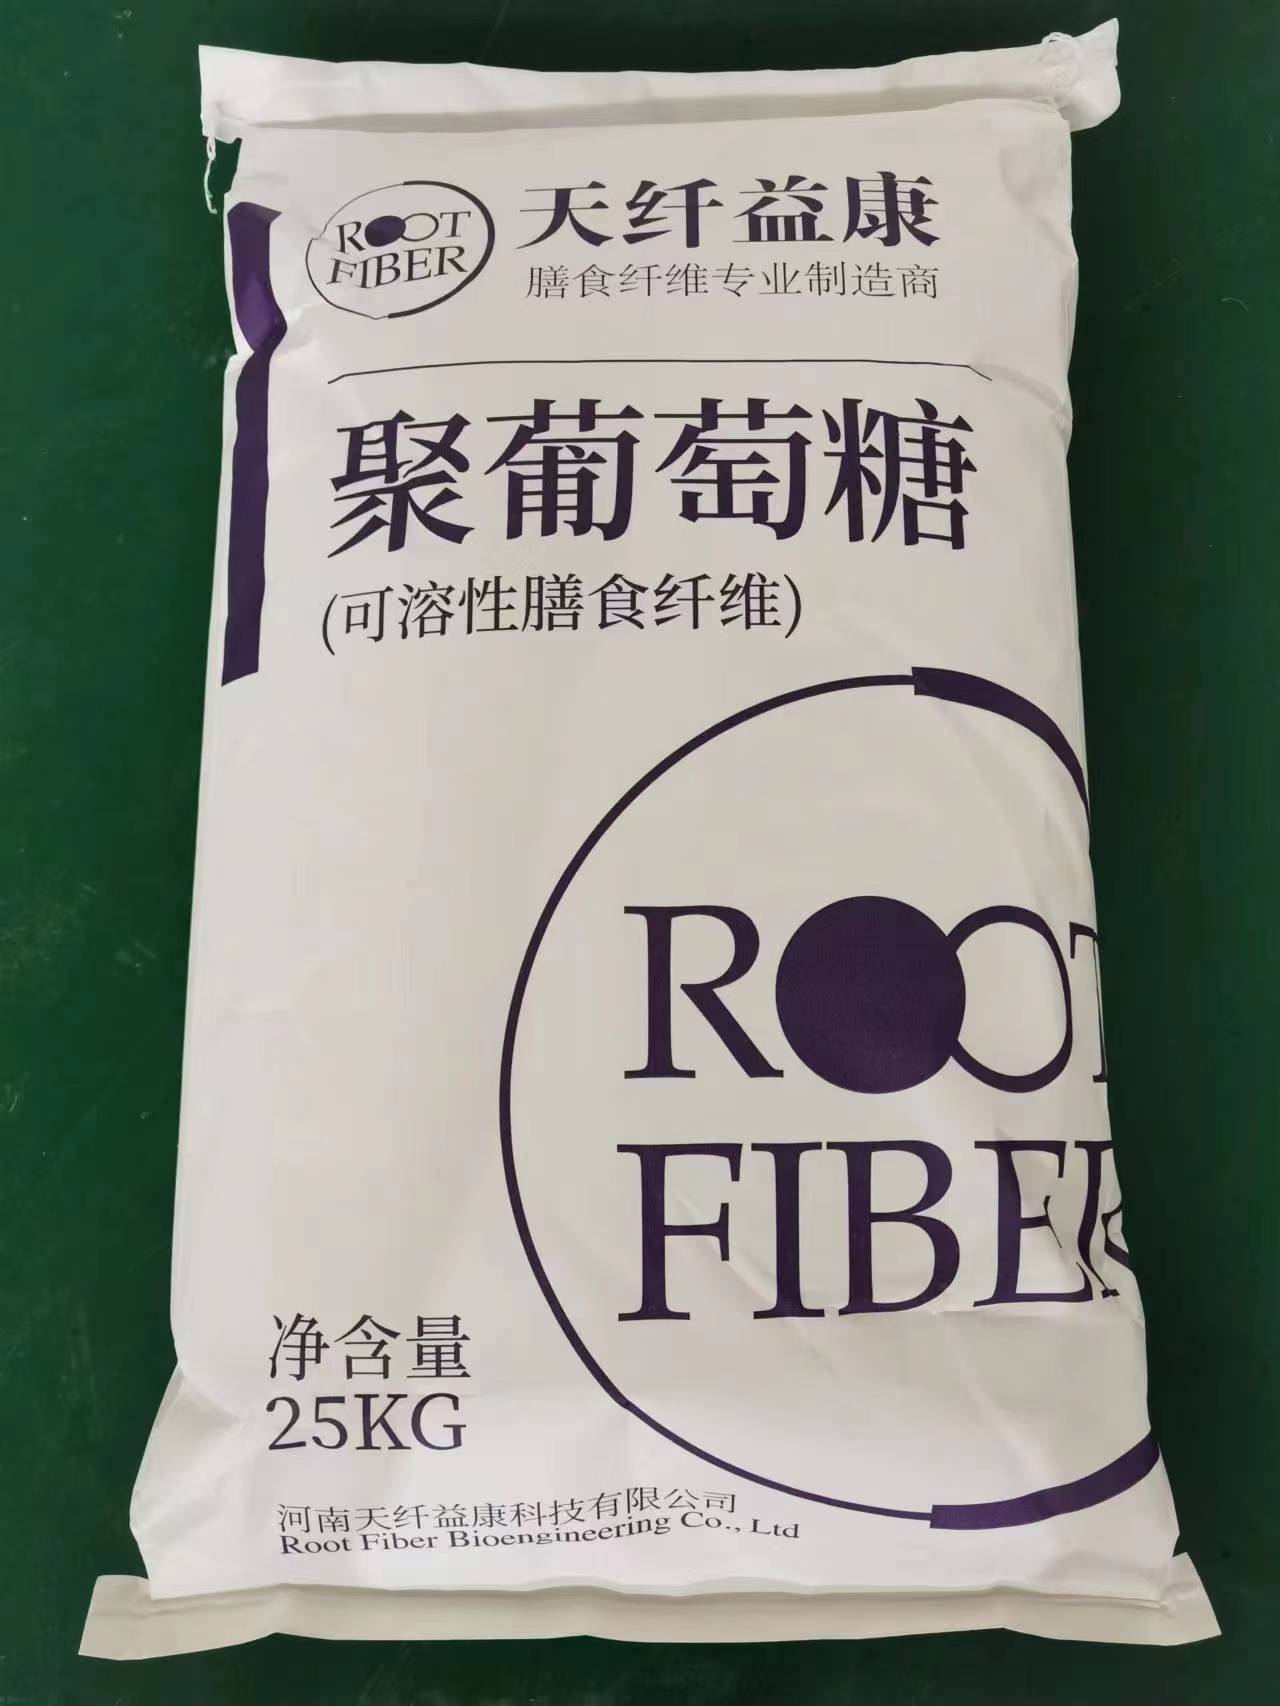 ROOT
FIBER
天纤益康
膳食纤维专业制造商
聚葡萄糖
(可溶性膳食纤维)
ROOT
FIBER
净含量
25KG
河南天纤益康科技有限公司
Root Fiber Bioengineering Co., Ltd